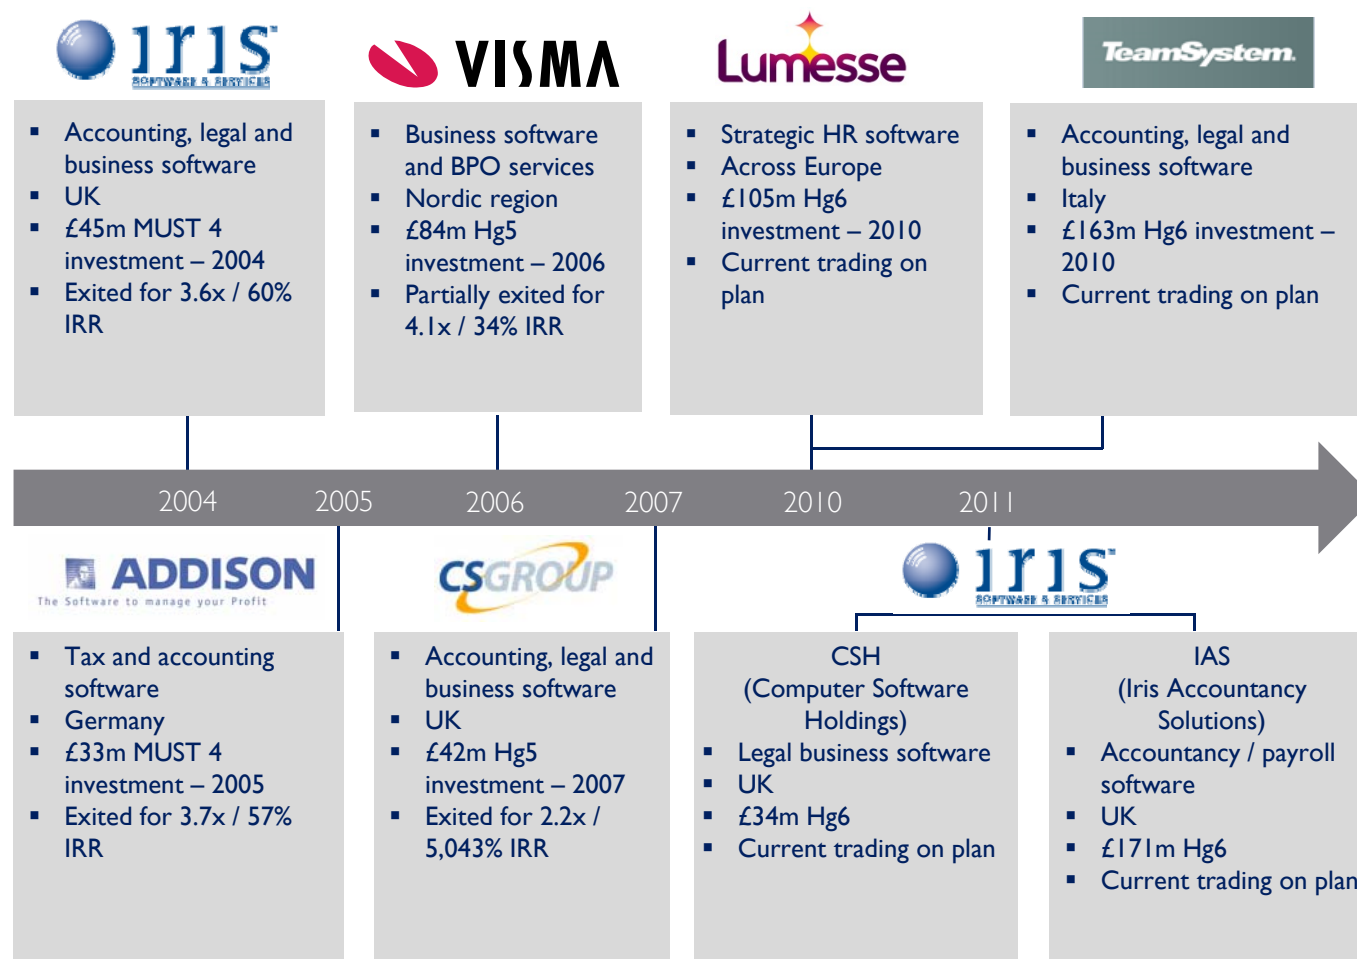 iris™
SOFTWARE & SERVICES
▪ Accounting, legal and
business software
▪ UK
▪ £45m MUST 4
investment – 2004
▪ Exited for 3.6x / 60%
IRR
VISMA
▪ Business software
and BPO services
▪ Nordic region
▪ £84m Hg5
investment – 2006
▪ Partially exited for
4.1x / 34% IRR
Lumesse
▪ Strategic HR software
▪ Across Europe
▪ £105m Hg6
investment – 2010
▪ Current trading on
plan
TeamSystem.
▪ Accounting, legal and
business software
▪ Italy
▪ £163m Hg6 investment –
2010
▪ Current trading on plan
2004 2005 2006 2007 2010 2011
ADDISON
The Software to manage your Profit
▪ Tax and accounting
software
▪ Germany
▪ £33m MUST 4
investment – 2005
▪ Exited for 3.7x / 57%
IRR
CSGROUP
▪ Accounting, legal and
business software
▪ UK
▪ £42m Hg5
investment – 2007
▪ Exited for 2.2x /
5,043% IRR
iris™
SOFTWARE & SERVICES
CSH
(Computer Software
Holdings)
▪ Legal business software
▪ UK
▪ £34m Hg6
▪ Current trading on plan
IAS
(Iris Accountancy
Solutions)
▪ Accountancy / payroll
software
▪ UK
▪ £171m Hg6
▪ Current trading on plan